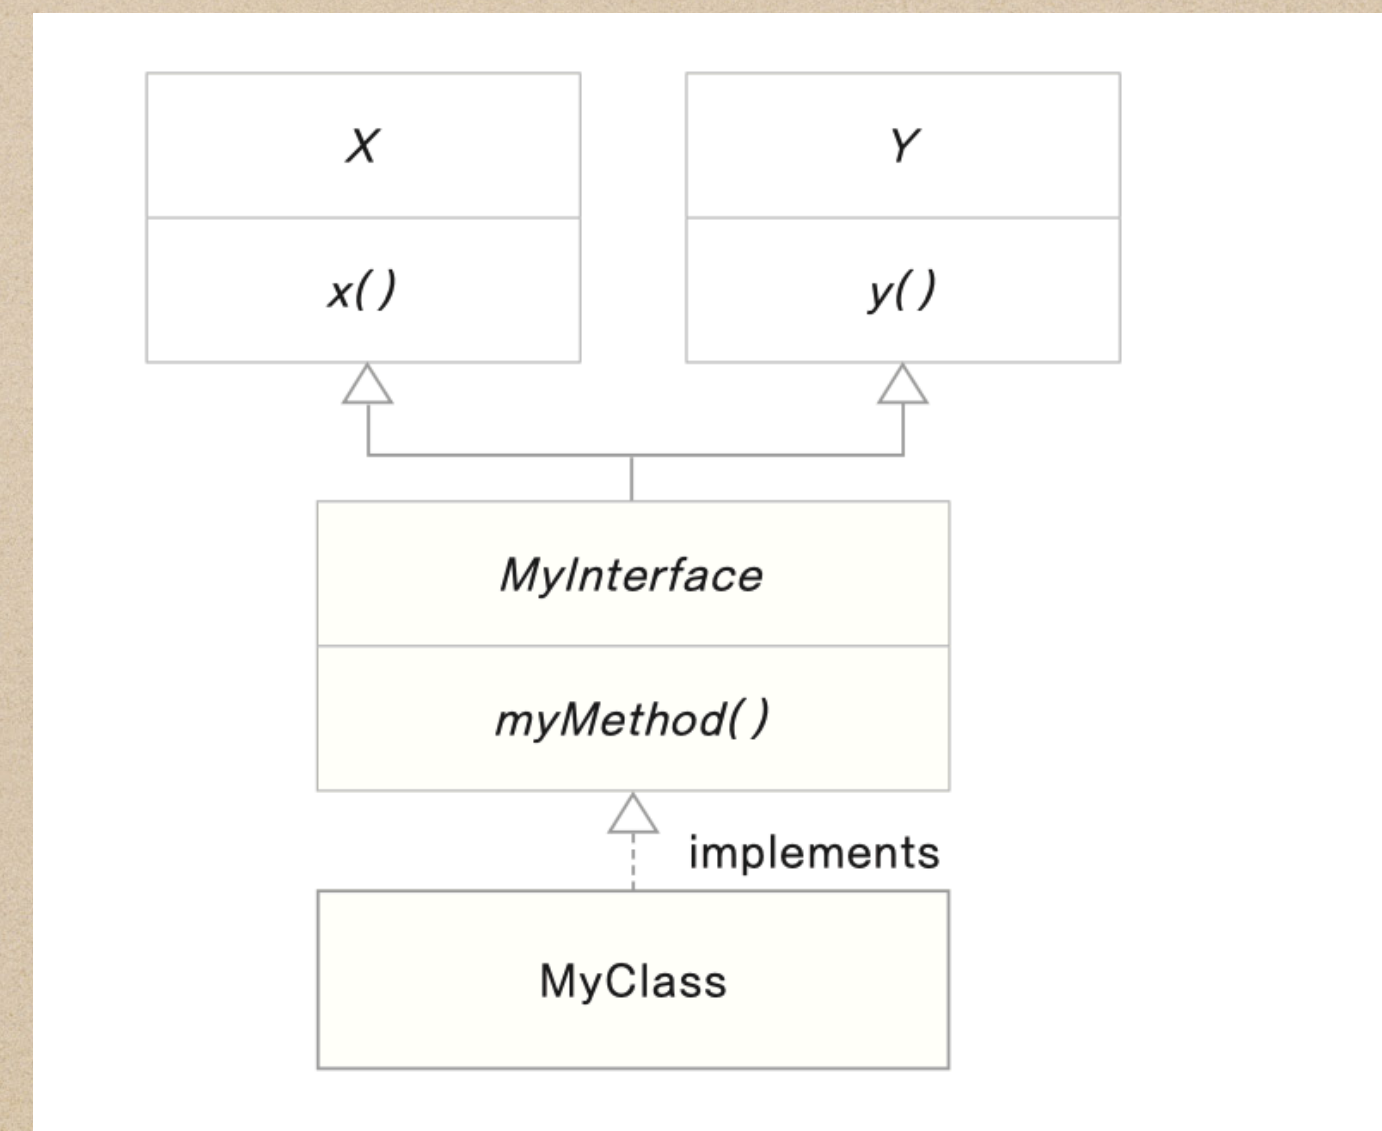 X
Y
x()
y()
MyInterface
myMethod()
implements
MyClass